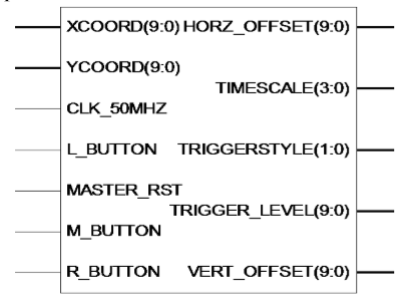 XCOORD(9:0) HORZ_OFFSET(9:0)
YCOORD(9:0)
TIMESCALE(3:0)
CLK_50MHZ
L_BUTTON TRIGGERSTYLE(1:0)
MASTER_RST
TRIGGER_LEVEL(9:0)
M_BUTTON
R_BUTTON VERT_OFFSET(9:0)